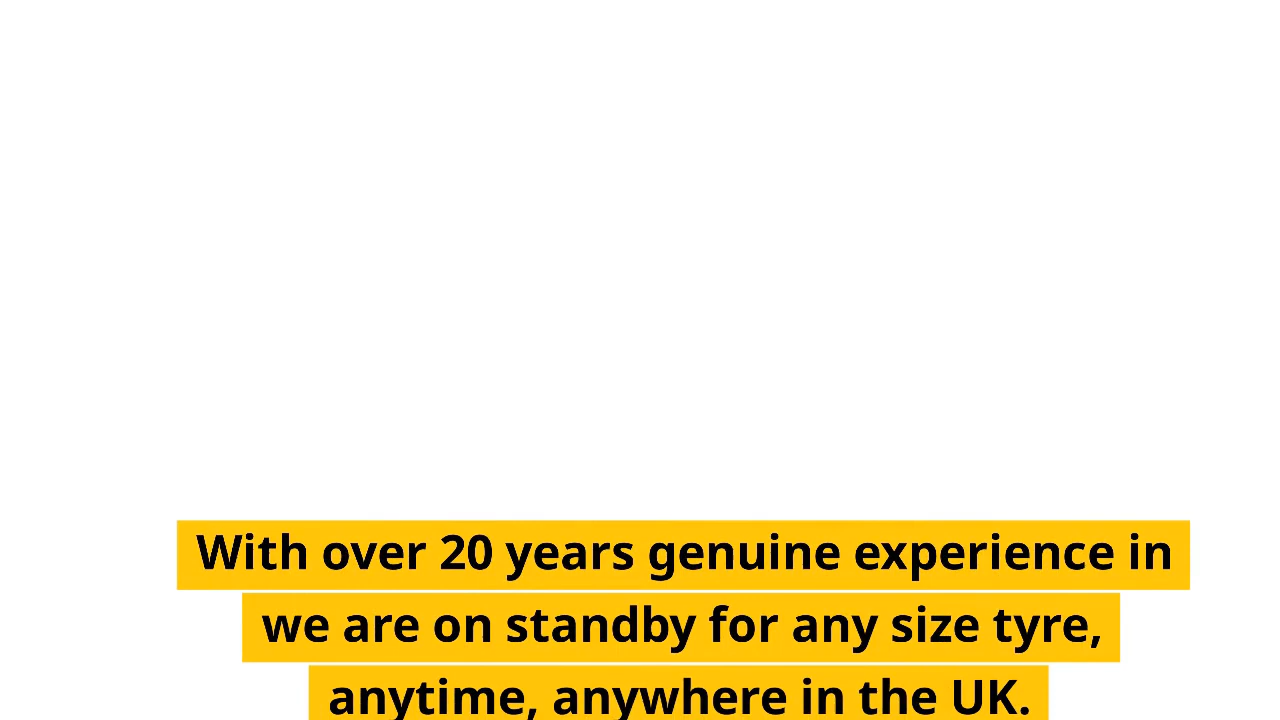 With over 20 years genuine experience in
we are on standby for any size tyre,
anytime, anywhere in the UK.